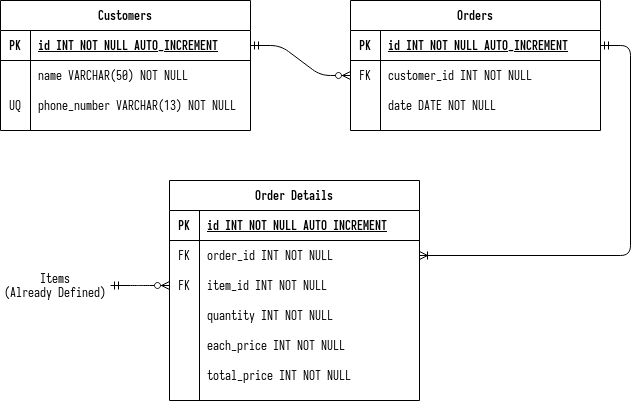 Customers
PK id INT NOT NULL AUTO_INCREMENT
name VARCHAR(50) NOT NULL
UQ phone_number VARCHAR(13) NOT NULL
Orders
PK id INT NOT NULL AUTO_INCREMENT
FK customer_id INT NOT NULL
date DATE NOT NULL
Order Details
PK id INT NOT NULL AUTO_INCREMENT
FK order_id INT NOT NULL
FK item_id INT NOT NULL
quantity INT NOT NULL
each_price INT NOT NULL
total_price INT NOT NULL
Items
(Already Defined)